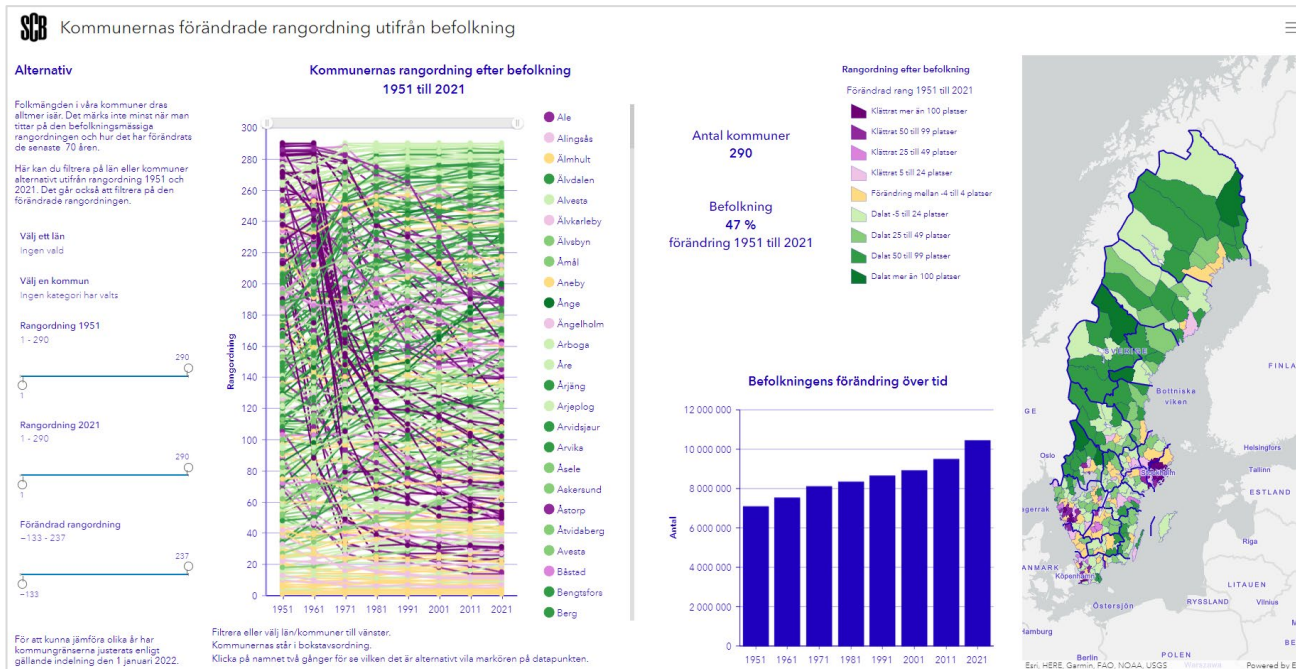 SCB Kommunernas förändrade rangordning utifrån befolkning
Alternativ
Folkmängden i våra kommuner dras
alltmer isär. Det märks inte minst när man
tittar på den befolkningsmässiga
rangordningen och hur det har förändrats
de senaste 70 åren.
Här kan du filtrera på län eller kommuner
alternativt utifrån rangordning 1951 och
2021. Det går också att filtrera på den
förändrade rangordningen.
Välj ett län
Ingen vald
Välj en kommun
Ingen kategori har valts
Rangordning 1951
1 - 290
290
1
Rangordning 2021
1 - 290
290
1
Förändrad rangordning
−133 - 237
237
−133
För att kunna jämföra olika år har
kommungränserna justerats enligt
gällande indelning den 1 januari 2022.
Kommunernas rangordning efter befolkning
1951 till 2021
300
280
260
240
220
200
180
160
140
120
100
80
60
40
20
0
Rangordning
1951 1961 1971 1981 1991 2001 2011 2021
Ale
Alingsås
Älmhult
Älvdalen
Alvesta
Älvkarleby
Älvsbyn
Åmål
Aneby
Ånge
Ängelholm
Arboga
Åre
Årjäng
Arjeplog
Arvidsjaur
Arvika
Åsele
Askersund
Åstorp
Åtvidaberg
Avesta
Båstad
Bengtsfors
Berg
Filtrera eller välj län/kommuner till vänster.
Kommunernas står i bokstavsordning.
Klicka på namnet två gånger för se vilken det är alternativt vila markören på datapunkten.
Antal kommuner
290
Befolkning
47 %
förändring 1951 till 2021
Rangordning efter befolkning
Förändrad rang 1951 till 2021
Klättrat mer än 100 platser
Klättrat 50 till 99 platser
Klättrat 25 till 49 platser
Klättrat 5 till 24 platser
Förändring mellan -4 till 4 platser
Dalat -5 till 24 platser
Dalat 25 till 49 platser
Dalat 50 till 99 platser
Dalat mer än 100 platser
Befolkningens förändring över tid
12 000 000
10 000 000
8 000 000
6 000 000
4 000 000
2 000 000
0
Antal
1951 1961 1971 1981 1991 2001 2011 2021
SVERIGE
FINLA
Bottniska
viken
GE
Oslo
Helsingfors
Stockholm
Tallinn
ESTLAND
agerrak
Riga
ANMARK
Köpenhamn
LITAUEN
Östersjön
RYSSLAND
Vilnius
Hamburg
Berlin
POLEN
Warszawa
Esri, HERE, Garmin, FAO, NOAA, USGS
Powered by E